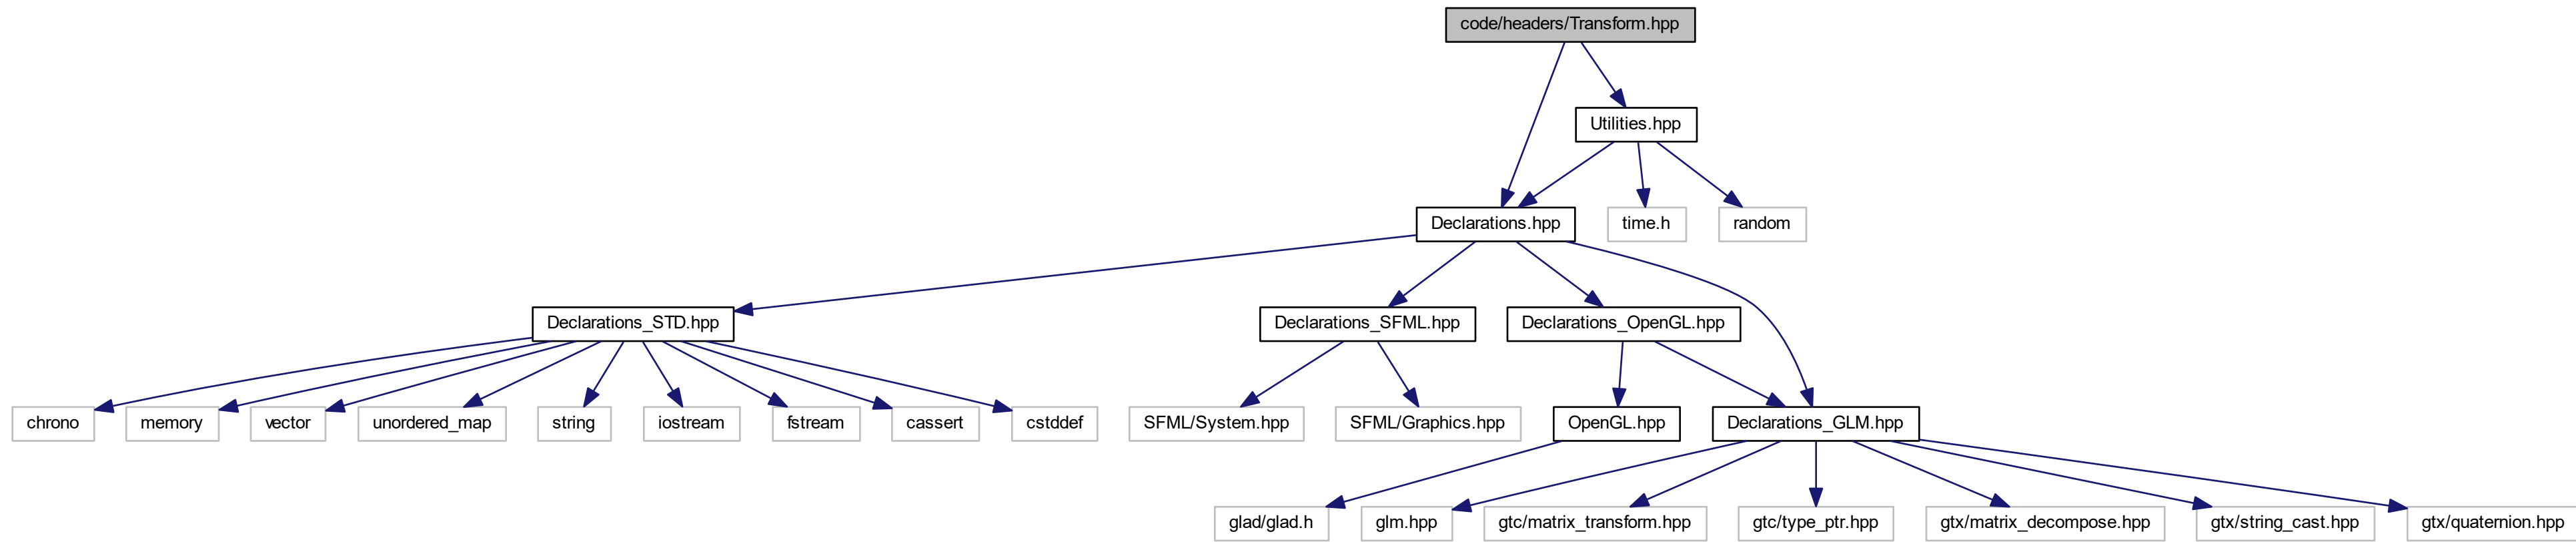 code/headers/Transform.hpp
Utilities.hpp
Declarations.hpp
time.h
random
Declarations_STD.hpp
Declarations_SFML.hpp
Declarations_OpenGL.hpp
chrono
memory
vector
unordered_map
string
iostream
fstream
cassert
cstddef
SFML/System.hpp
SFML/Graphics.hpp
OpenGL.hpp
Declarations_GLM.hpp
glad/glad.h
glm.hpp
gtc/matrix_transform.hpp
gtc/type_ptr.hpp
gtx/matrix_decompose.hpp
gtx/string_cast.hpp
gtx/quaternion.hpp